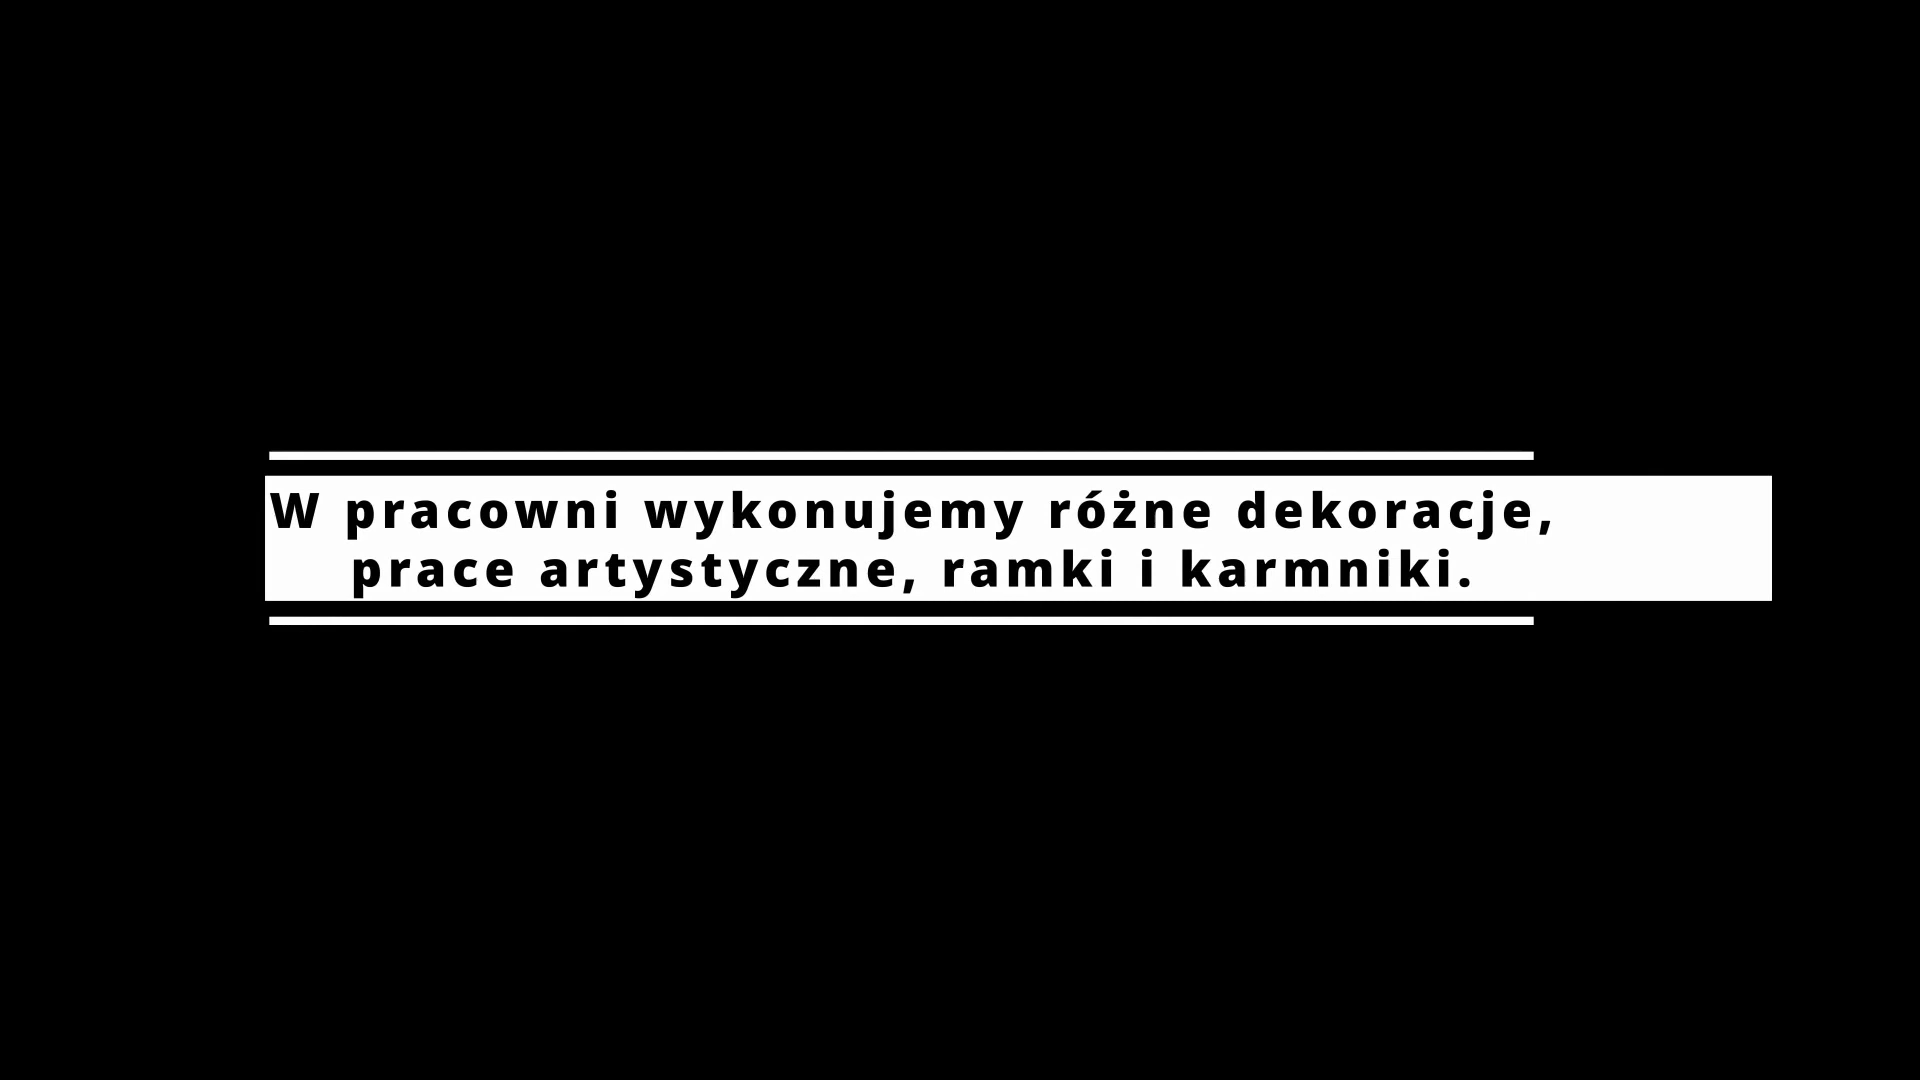 W pracowni wykonujemy różne dekoracje,
prace artystyczne, ramki i karmniki.